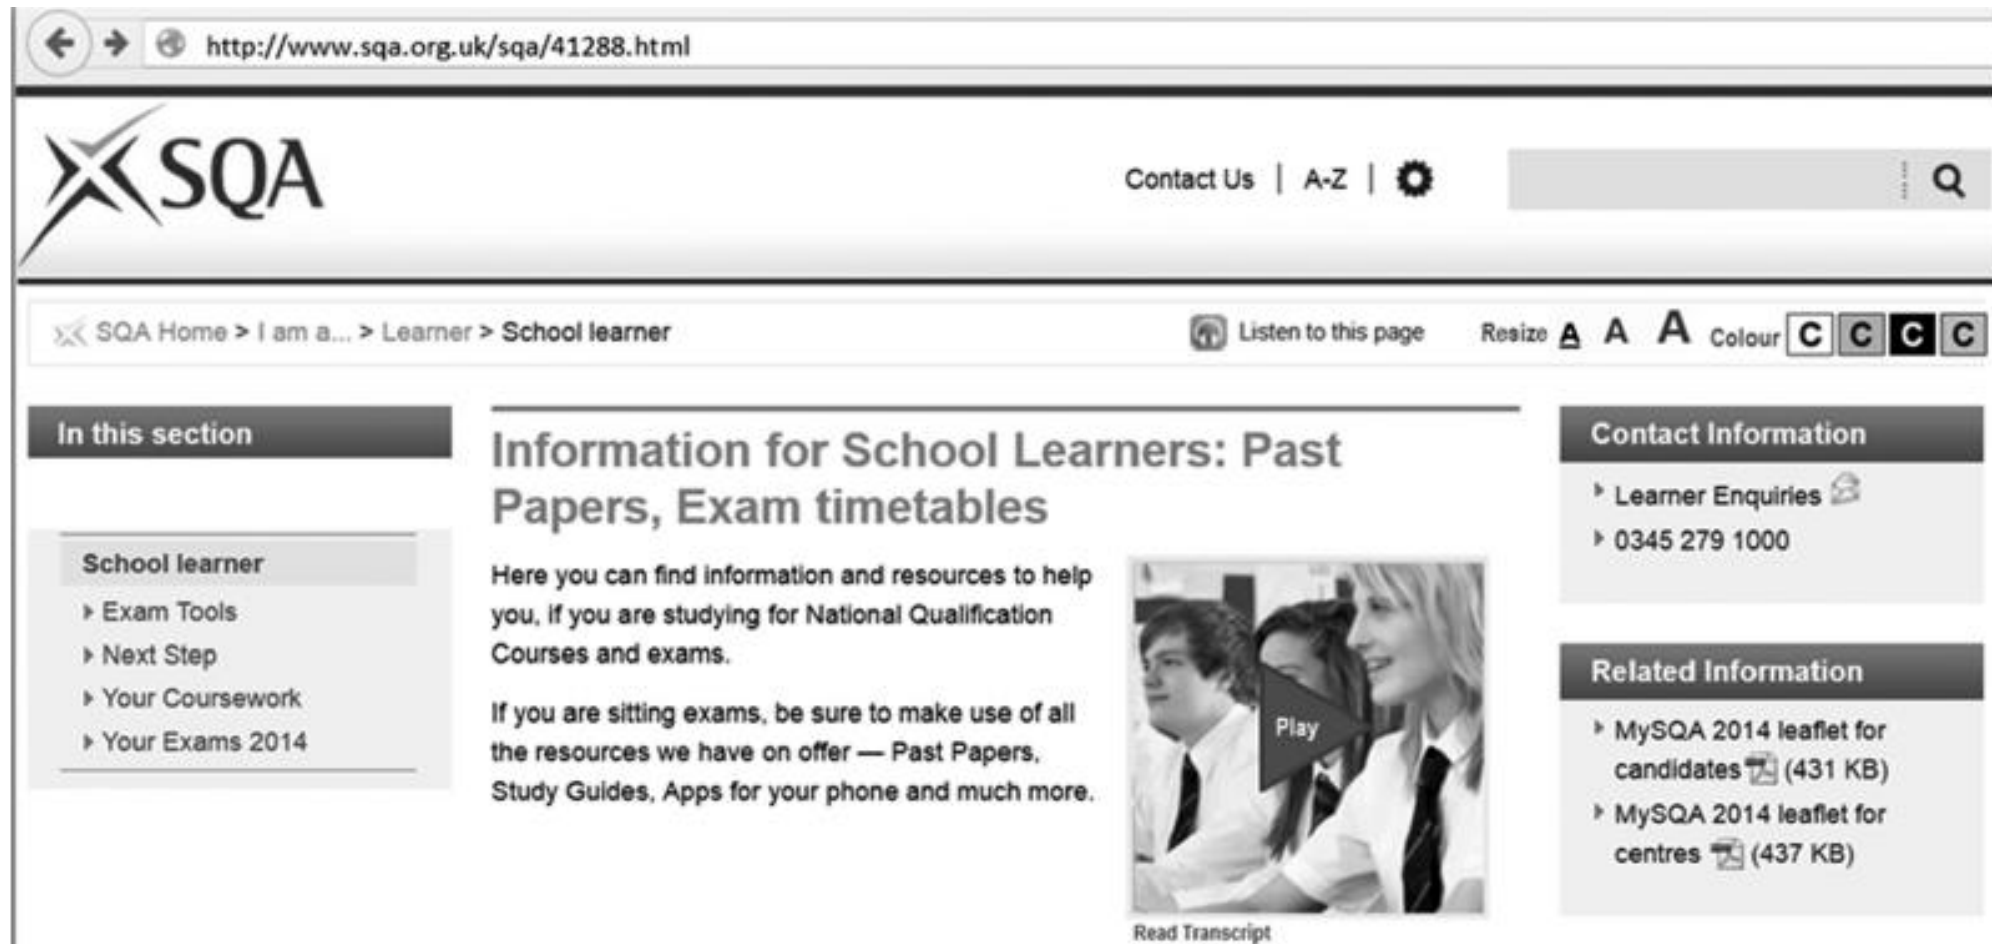 http://www.sqa.org.uk/sqa/41288.html
SQA
Contact Us | A-Z |
SQA Home > I am a... > Learner > School learner
Listen to this page
Resize A A A Colour C C C C
In this section
School learner
Exam Tools
Next Step
Your Coursework
Your Exams 2014
Information for School Learners: Past
Papers, Exam timetables
Here you can find information and resources to help
you, if you are studying for National Qualification
Courses and exams.
If you are sitting exams, be sure to make use of all
the resources we have on offer — Past Papers,
Study Guides, Apps for your phone and much more.
Play
Read Transcript
Contact Information
Learner Enquiries
0345 279 1000
Related Information
MySQA 2014 leaflet for
candidates (431 KB)
MySQA 2014 leaflet for
centres (437 KB)